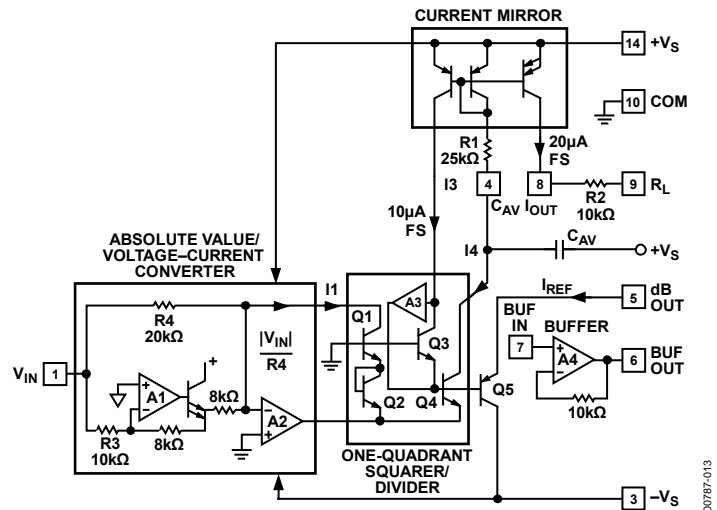 CURRENT MIRROR
14 +VS
10 COM
R1
25kΩ
20µA
FS
I3
4
8
9 RL
CAV
IOUT
R2
10kΩ
10µA
FS
ABSOLUTE VALUE/
VOLTAGE–CURRENT
CONVERTER
I4
CAV
+VS
I1
IREF
5 dB
OUT
R4
20kΩ
|VIN|
R4
Q1
A3
Q3
BUF
IN
7
BUFFER
A4
6 BUF
OUT
VIN 1
+
+
–
A1
8kΩ
–
+
A2
Q2
Q4
Q5
+
–
10kΩ
R3
10kΩ
8kΩ
ONE-QUADRANT
SQUARER/
DIVIDER
3 –VS
00787-013